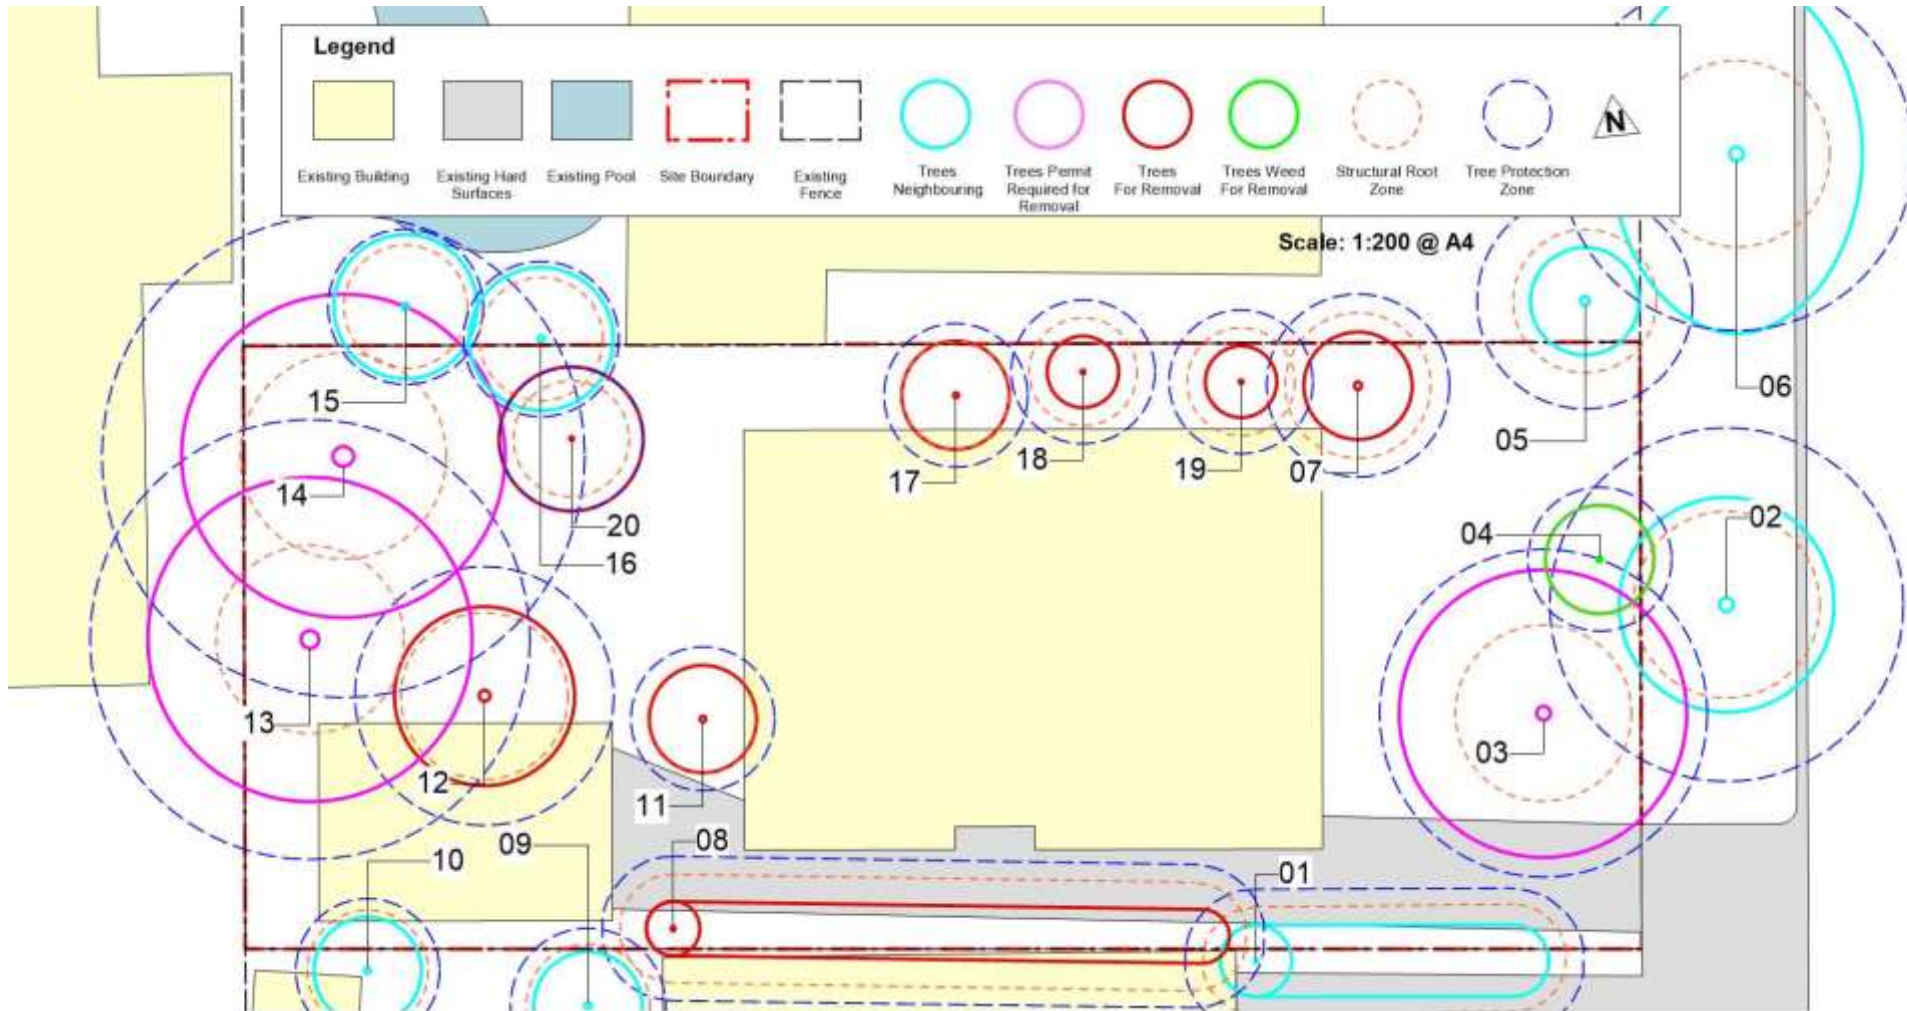 Legend
N
Existing Building
Existing Hard
Surfaces
Existing Pool
Site Boundary
Existing
Fence
Trees
Neighbouring
Trees Permit
Required for
Removal
Trees
For Removal
Trees Weed
For Removal
Structural Root
Zone
Tree Protection
Zone
Scale: 1:200 @ A4
06
15
05
18
19
07
17
14
20
02
04
16
13
03
12
11
08
09
10
01